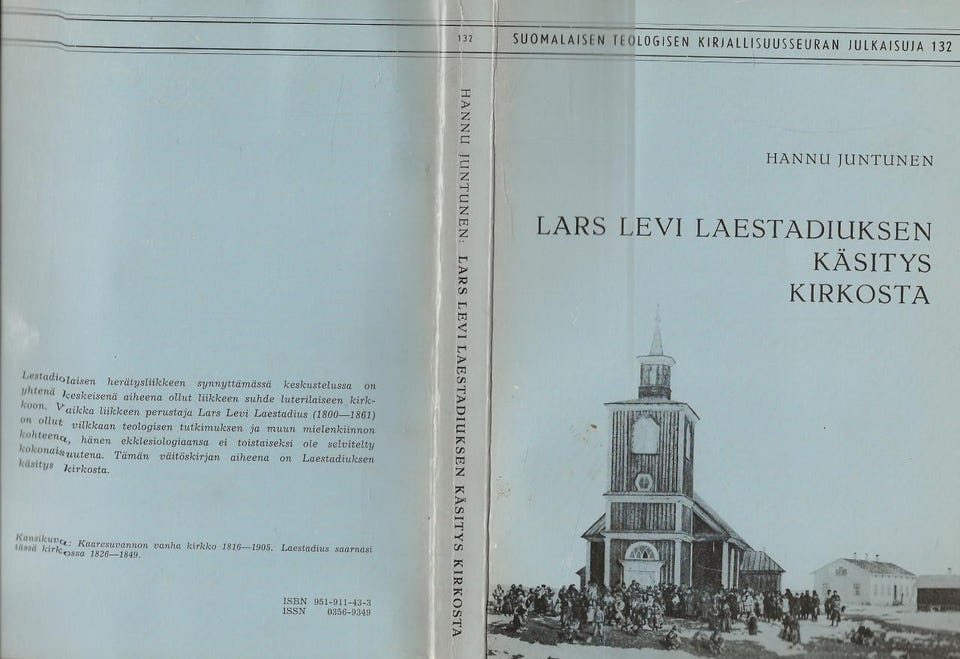 Lestadiolaisen herätysliikkeen synnyttämässä keskustelussa on
yhtenä keskeisenä aiheena ollut liikkeen suhde luterilaiseen kirk-
koon. Vaikka liikkeen perustaja Lars Levi Laestadius (1800—1861)
on ollut vilkkaan teologisen tutkimuksen ja muun mielenkiinnon
kohteena, hänen ekklesiologiaansa ei toistaiseksi ole selvitelty
kokonaisuutena. Tämän väitöskirjan aiheena on Laestadiuksen
käsitys kirkosta.
Kansikuva: Kaaresuvannon vanha kirkko 1816—1905. Laestadius saarnasi
tässä kirkossa 1826—1849.
ISBN 951-911-43-3
ISSN 0356-9349
132
HANNU JUNTUNEN: LARS LEVI LAESTADIUKSEN KÄSITYS KIRKOSTA
SUOMALAISEN TEOLOGISEN KIRJALLISUUSSEURAN JULKAISUJA 132
HANNU JUNTUNEN
LARS LEVI LAESTADIUKSEN
KÄSITYS
KIRKOSTA